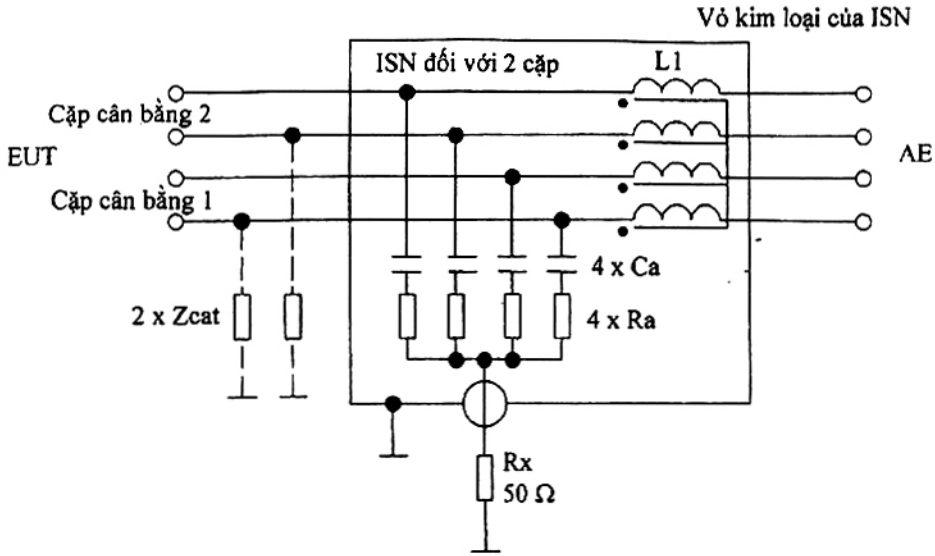 Vỏ kim loại của ISN
ISN đối với 2 cặp
L1
Cặp cân bằng 2
EUT
AE
Cặp cân bằng 1
4 x Ca
2 x Zcat
4 x Ra
Rx
50 Ω